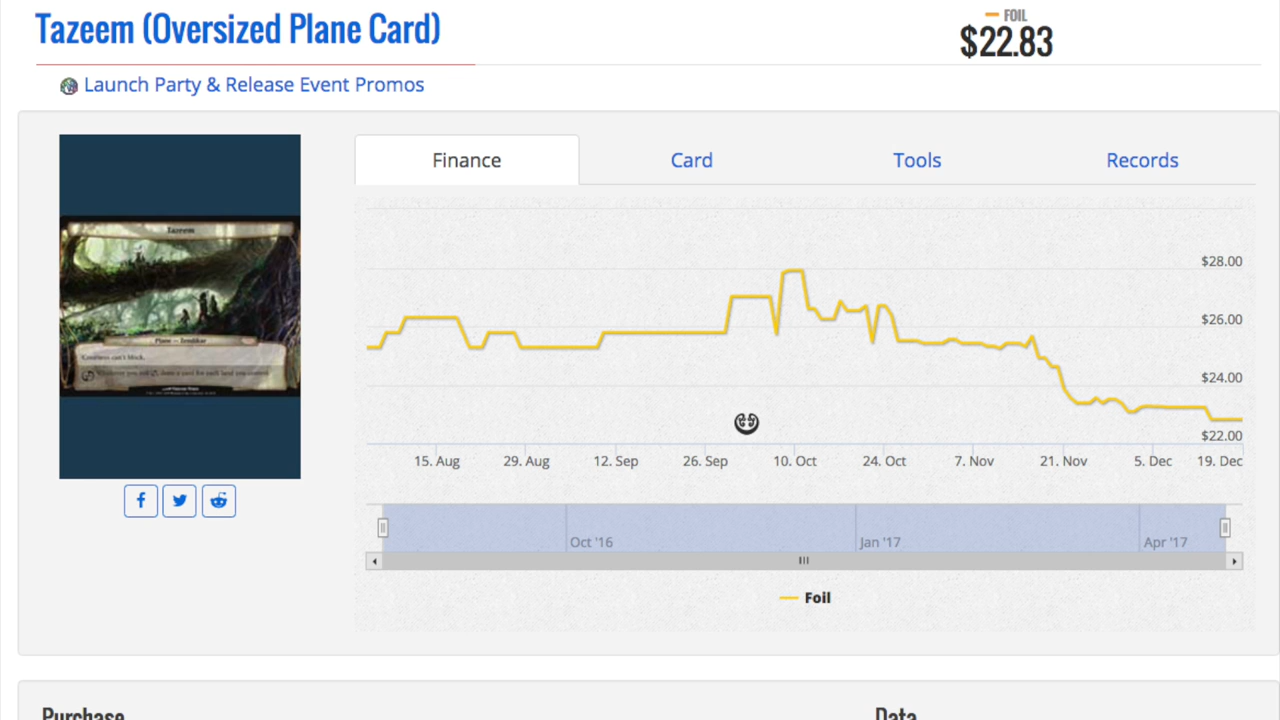 Tazeem (Oversized Plane Card)
FOIL
$22.83
Launch Party & Release Event Promos
Finance
Card
Tools
Records
Tazeem
Plane — Zendikar
Creatures can't block.
$28.00
$26.00
$24.00
$22.00
15. Aug
29. Aug
12. Sep
26. Sep
10. Oct
24. Oct
7. Nov
21. Nov
5. Dec
19. Dec
Oct '16
Jan '17
Apr '17
Foil
Purchase
Data